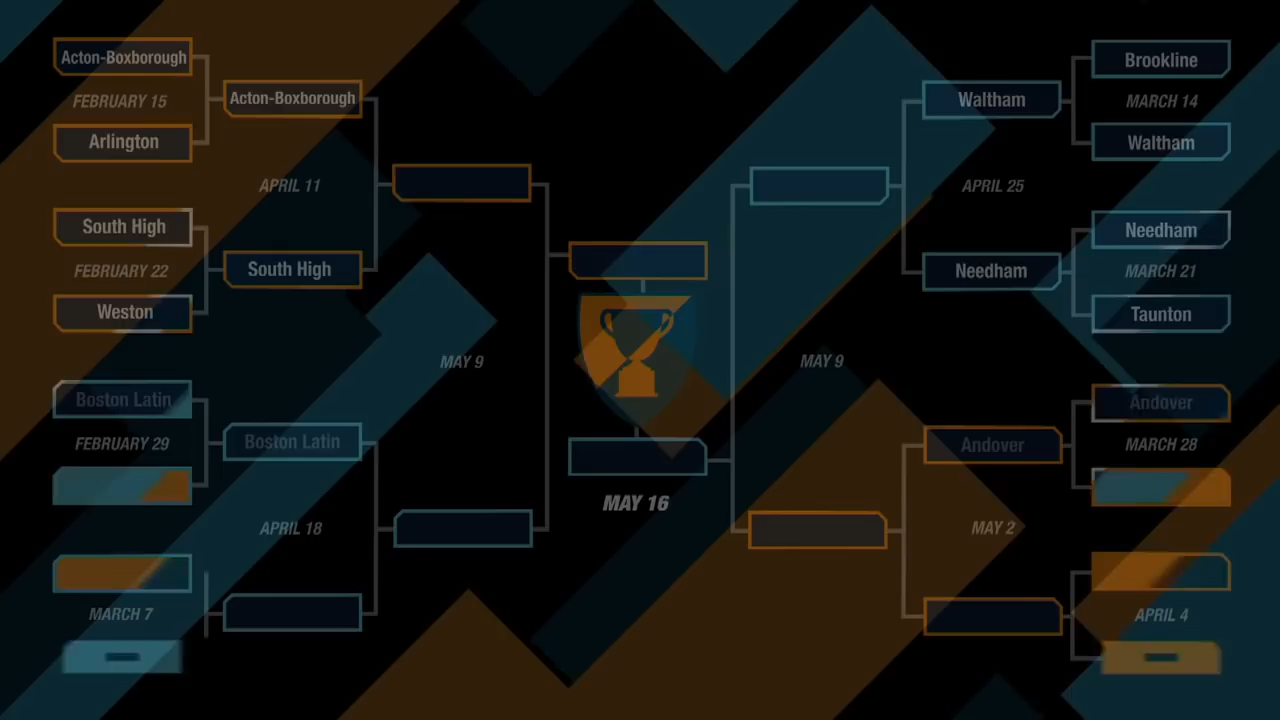 Acton-Boxborough
FEBRUARY 15
Arlington
Acton-Boxborough
APRIL 11
South High
FEBRUARY 22
Weston
South High
MAY 9
Boston Latin
FEBRUARY 29
Boston Latin
APRIL 18
MARCH 7
MAY 16
Brookline
MARCH 14
Waltham
Waltham
APRIL 25
Needham
MARCH 21
Taunton
Needham
MAY 9
Andover
MARCH 28
Andover
MAY 2
APRIL 4